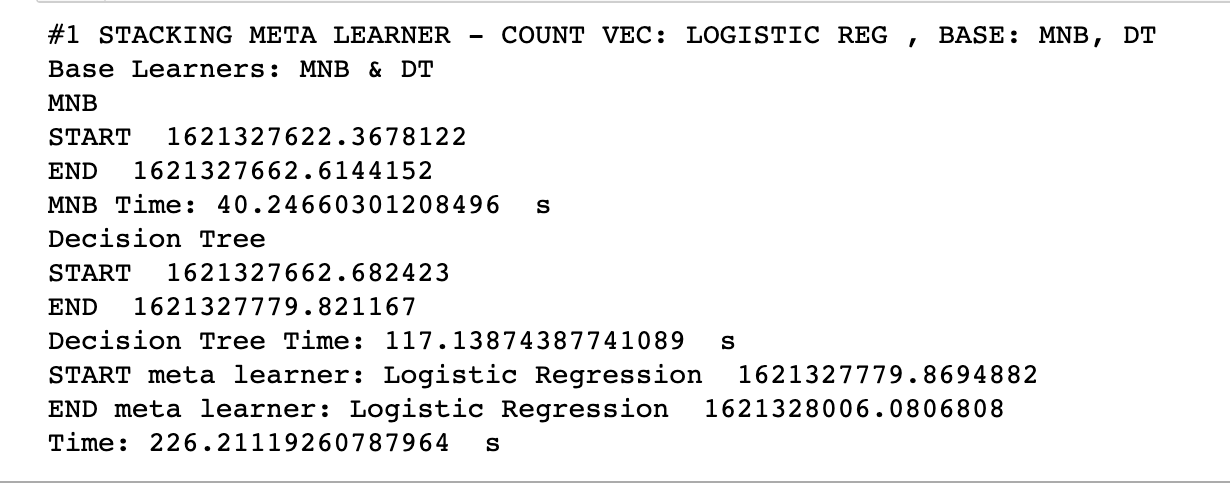 #1 STACKING META LEARNER - COUNT VEC: LOGISTIC REG , BASE: MNB, DT
Base Learners: MNB & DT
MNB
START  1621327622.3678122
END  1621327662.6144152
MNB Time: 40.24660301208496  s
Decision Tree
START  1621327662.682423
END  1621327779.821167
Decision Tree Time: 117.13874387741089  s
START meta learner: Logistic Regression  1621327779.8694882
END meta learner: Logistic Regression  1621328006.0806808
Time: 226.21119260787964  s